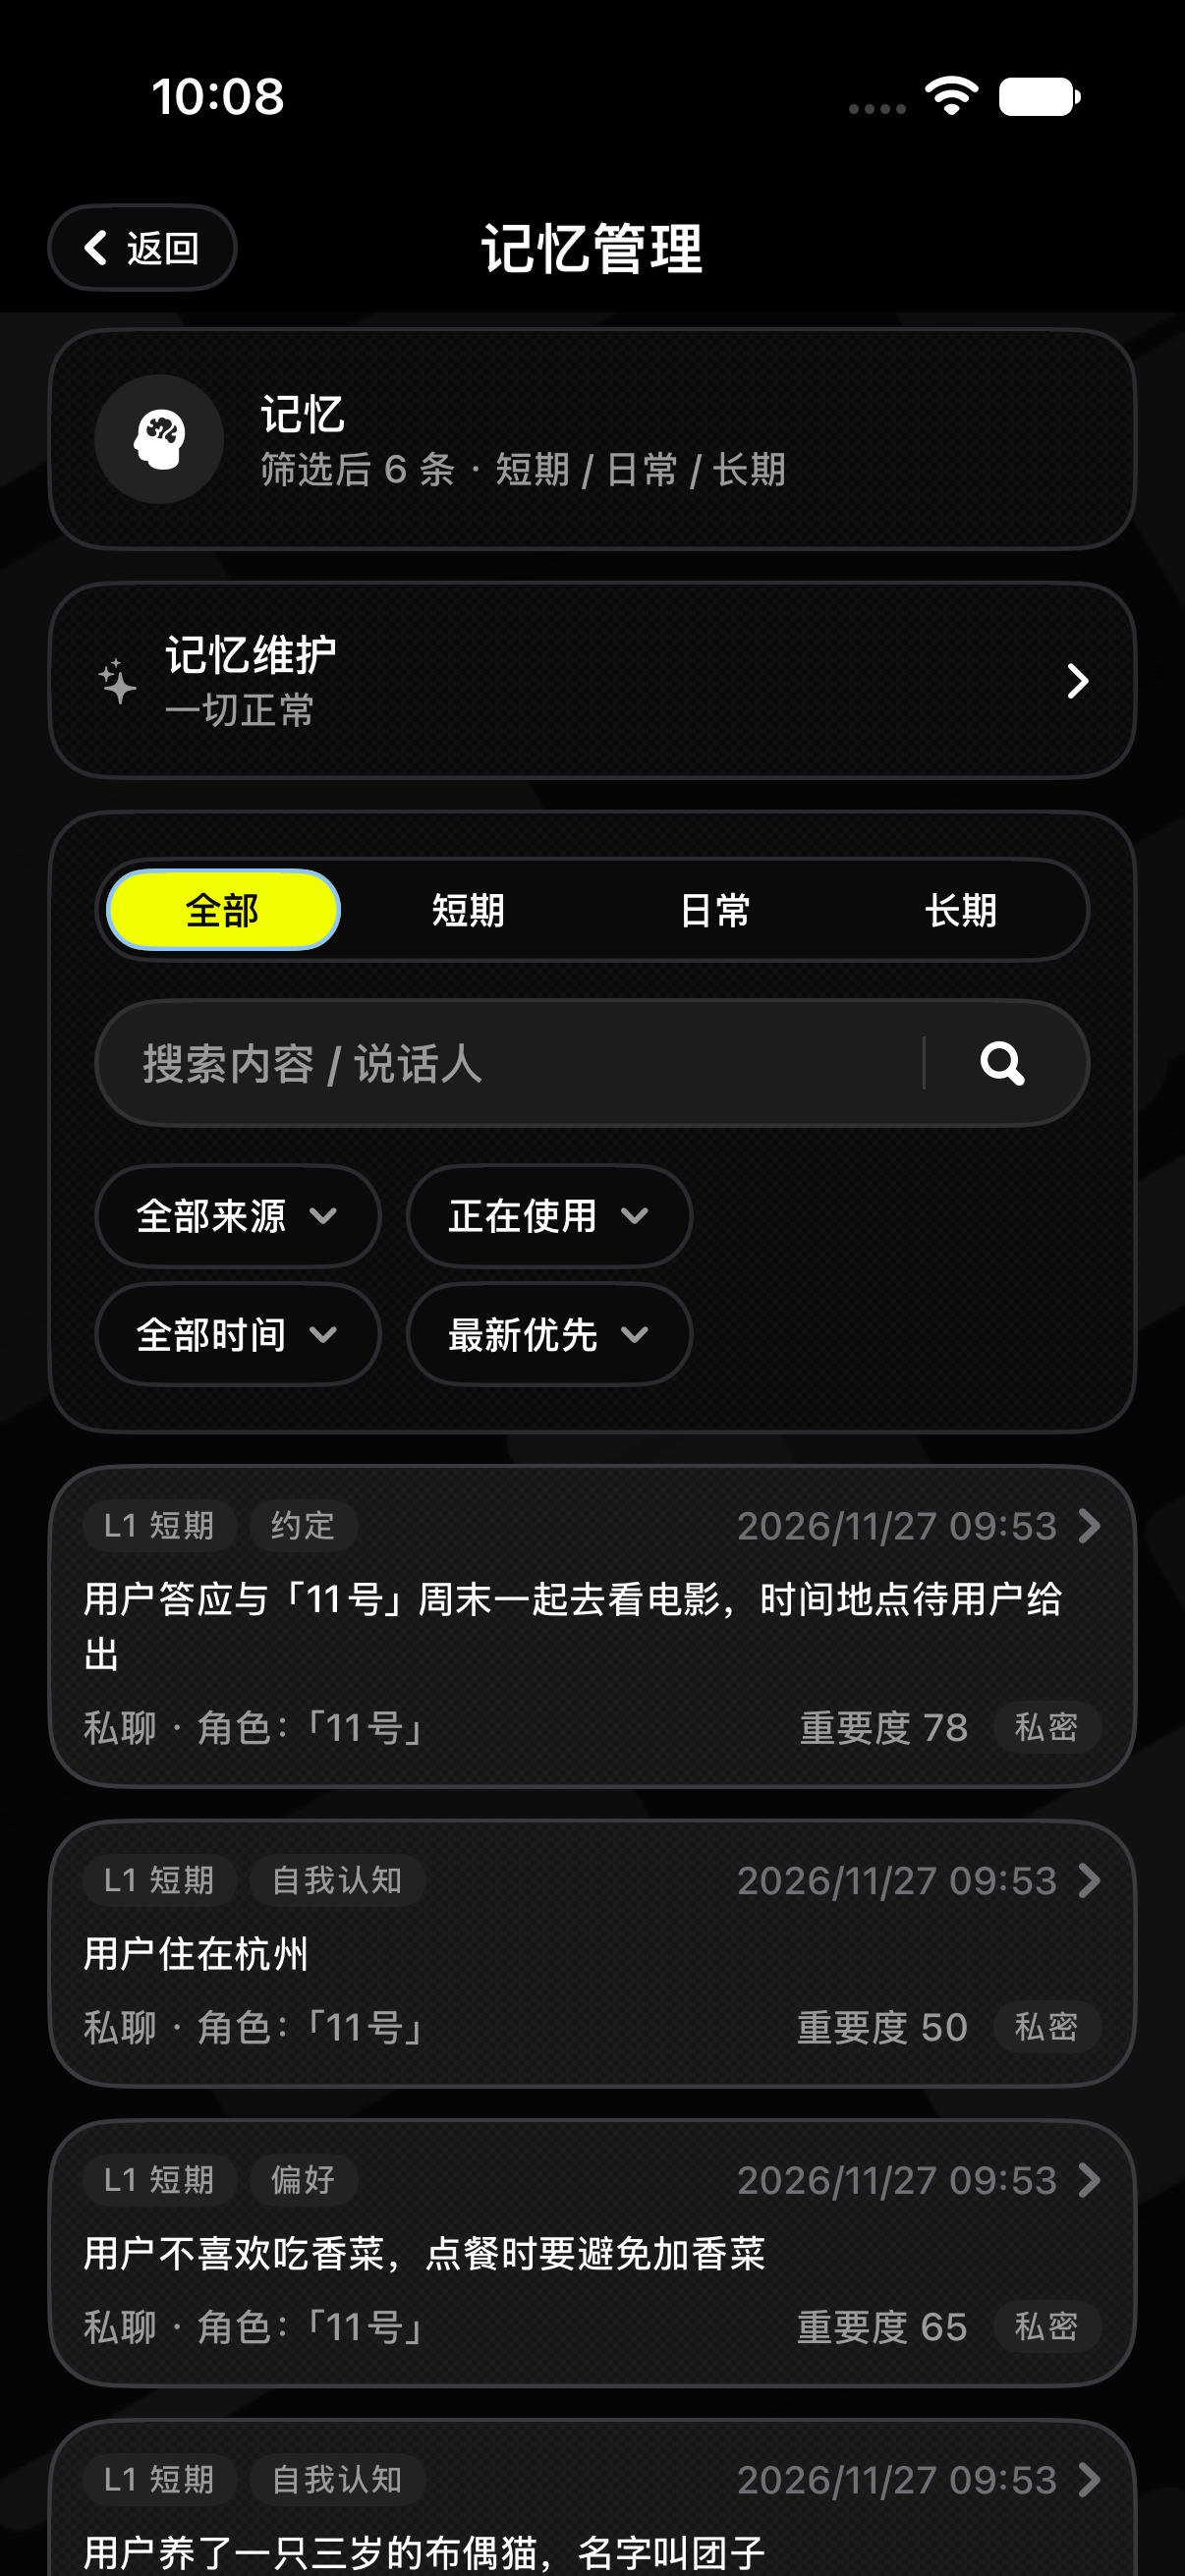 10:08
返回
记忆管理
记忆
筛选后 6 条 · 短期 / 日常 / 长期
记忆维护
一切正常
全部 短期 日常 长期
搜索内容 / 说话人
全部来源 正在使用
全部时间 最新优先
L1 短期 约定 2026/11/27 09:53
用户答应与「11号」周末一起去看电影，时间地点待用户给
出
私聊 · 角色：「11号」 重要度 78 私密
L1 短期 自我认知 2026/11/27 09:53
用户住在杭州
私聊 · 角色：「11号」 重要度 50 私密
L1 短期 偏好 2026/11/27 09:53
用户不喜欢吃香菜，点餐时要避免加香菜
私聊 · 角色：「11号」 重要度 65 私密
L1 短期 自我认知 2026/11/27 09:53
用户养了一只三岁的布偶猫，名字叫团子